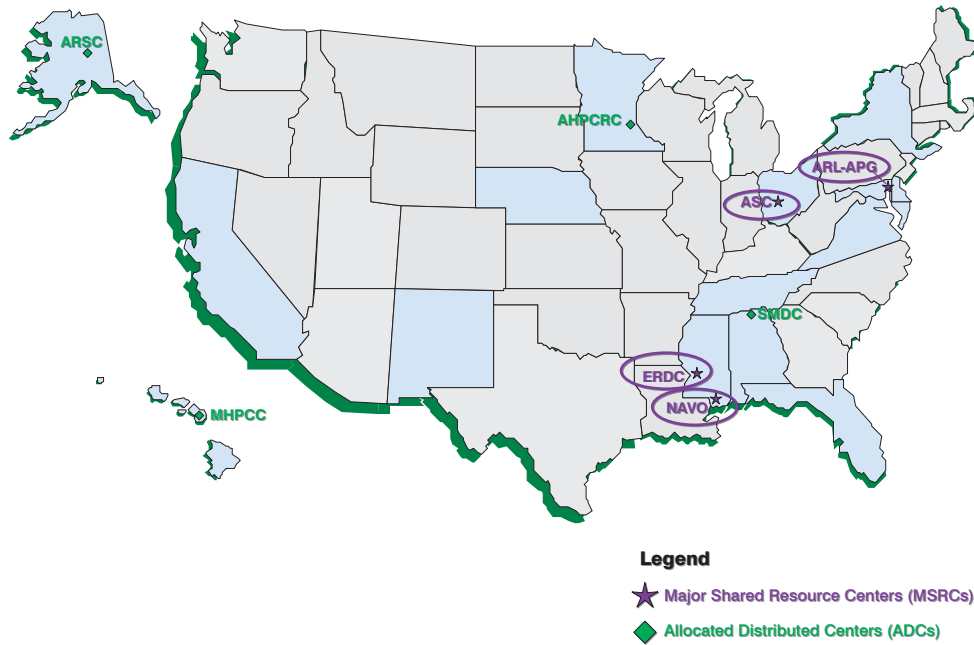 ARSC
AHPCRC
ARL-APG
ASC
SMDC
ERDC
NAVO
MHPCC
Legend
Major Shared Resource Centers (MSRCs)
Allocated Distributed Centers (ADCs)